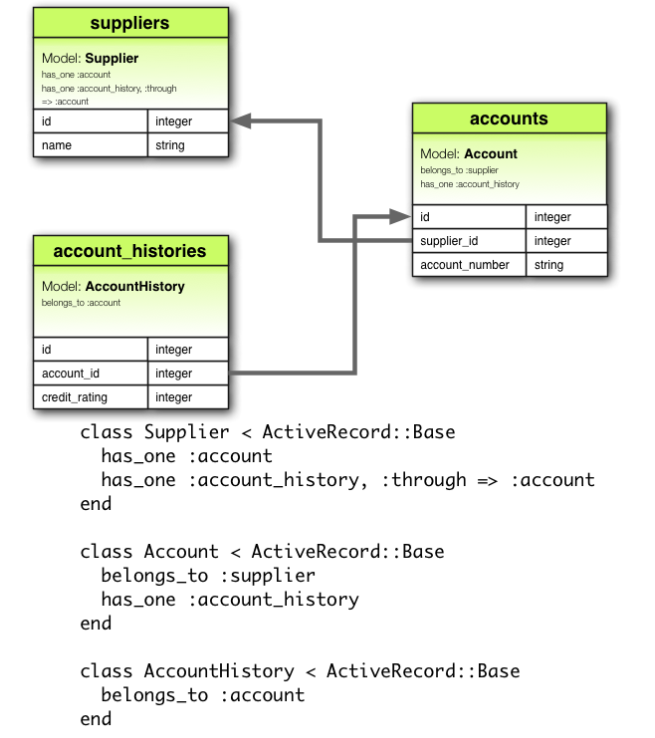 suppliers
Model: Supplier
has_one :account
has_one :account_history, :through
=> :account
id integer
name string
accounts
Model: Account
belongs_to :supplier
has_one :account_history
id integer
supplier_id integer
account_number string
account_histories
Model: AccountHistory
belongs_to :account
id integer
account_id integer
credit_rating integer
class Supplier < ActiveRecord::Base
  has_one :account
  has_one :account_history, :through => :account
end
class Account < ActiveRecord::Base
  belongs_to :supplier
  has_one :account_history
end
class AccountHistory < ActiveRecord::Base
  belongs_to :account
end